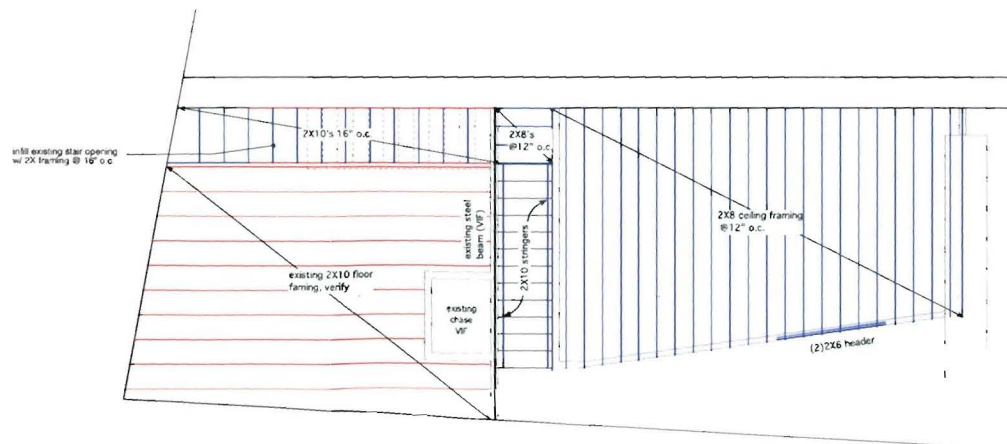 infill existing stair opening
w/ 2X framing @ 16" o.c
2X10's 16" o.c.
2X8's
@12" o.c.
existing steel
beam (VIF)
2X10 stringers
2X8 ceiling framing
@12" o.c.
existing 2X10 floor
faming, verify
existing
chase
VIF
(2)2X6 header